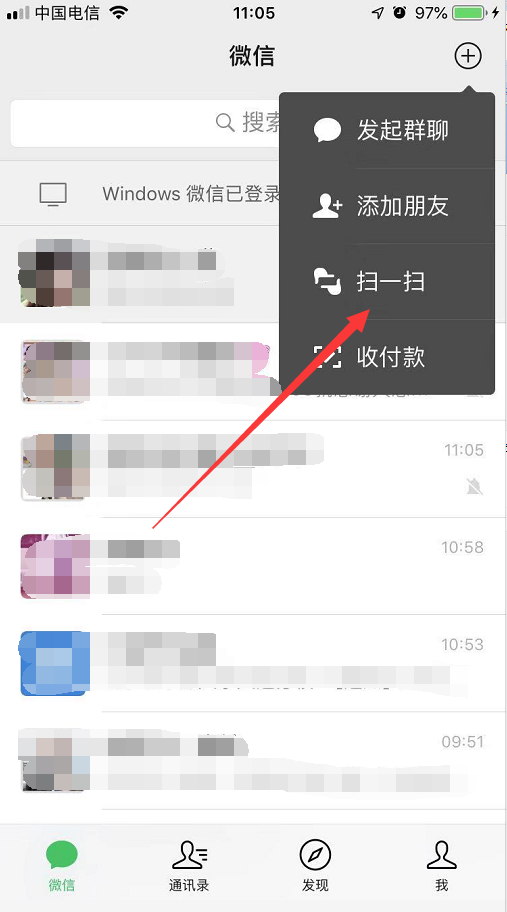 中国电信
11:05
97%
微信
搜索
发起群聊
Windows 微信已登录
添加朋友
扫一扫
收付款
11:05
10:58
10:53
09:51
微信
通讯录
发现
我